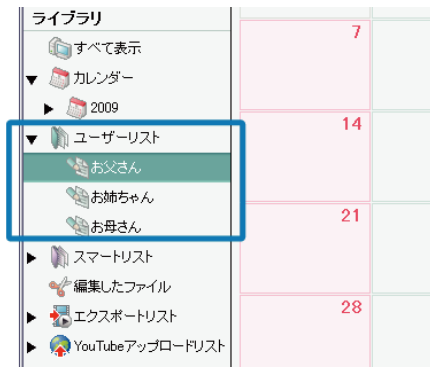 ライブラリ
すべて表示
カレンダー
2009
ユーザーリスト
お父さん
お姉ちゃん
お母さん
スマートリスト
編集したファイル
エクスポートリスト
YouTubeアップロードリスト
7
14
21
28